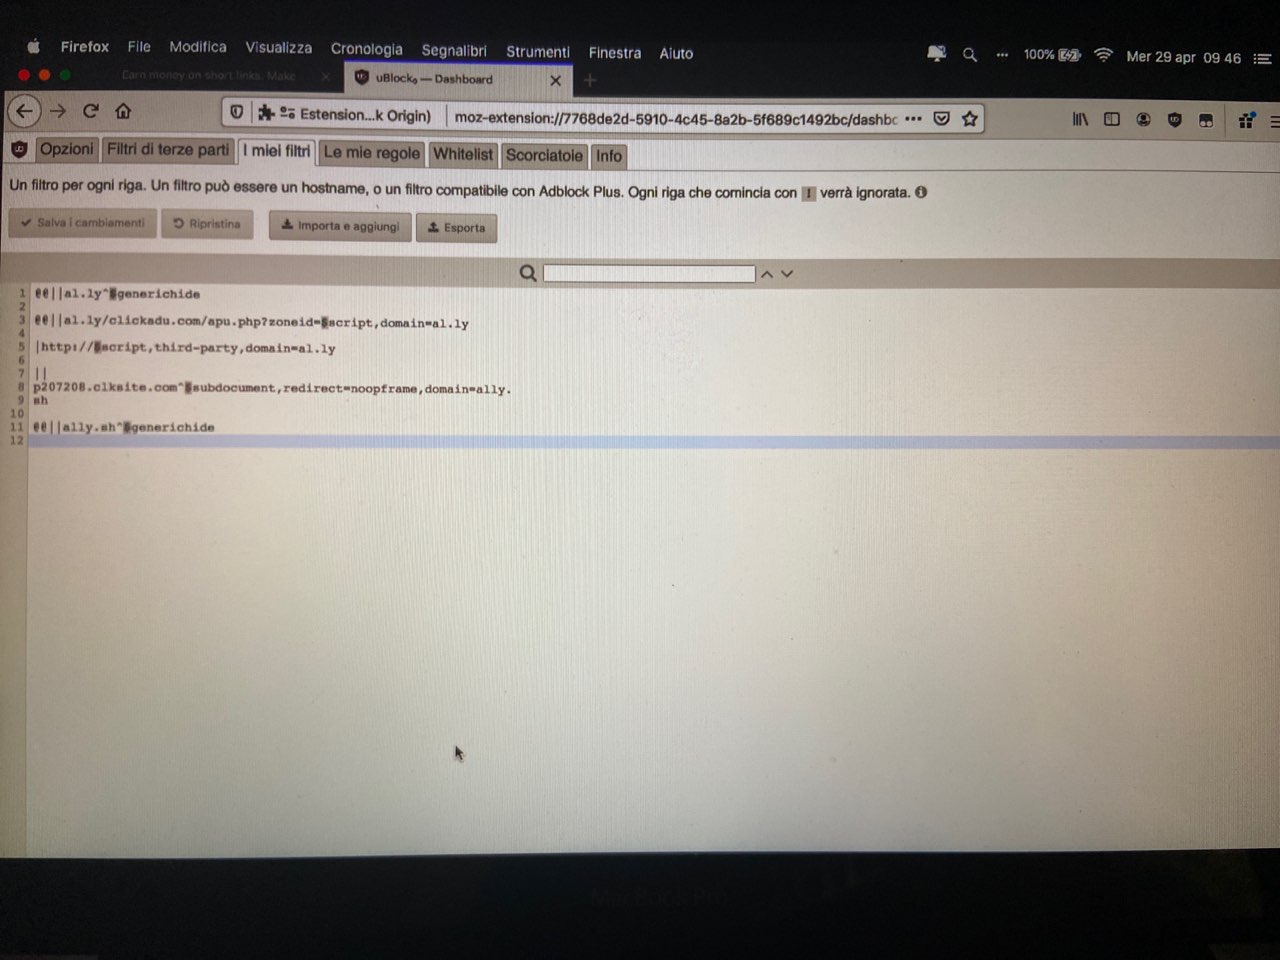 Firefox File Modifica Visualizza Cronologia Segnalibri Strumenti Finestra Aiuto 100% Mer 29 apr 09 46
Earn money on short links. Make
uBlock₀ — Dashboard
Estension...k Origin) moz-extension://7768de2d-5910-4c45-8a2b-5f689c1492bc/dashbc
Opzioni Filtri di terze parti I miei filtri Le mie regole Whitelist Scorciatoie Info
Un filtro per ogni riga. Un filtro può essere un hostname, o un filtro compatibile con Adblock Plus. Ogni riga che comincia con ! verrà ignorata.
Salva i cambiamenti Ripristina Importa e aggiungi Esporta
1 @@||al.ly^$generichide
2
3 @@||al.ly/clickadu.com/apu.php?zoneid=$script,domain=al.ly
4
5 |http://$script,third-party,domain=al.ly
6
7 ||
8 p207208.clksite.com^$subdocument,redirect=noopframe,domain=ally.
9 sh
10
11 @@||ally.sh^$generichide
12
MacBook Pro